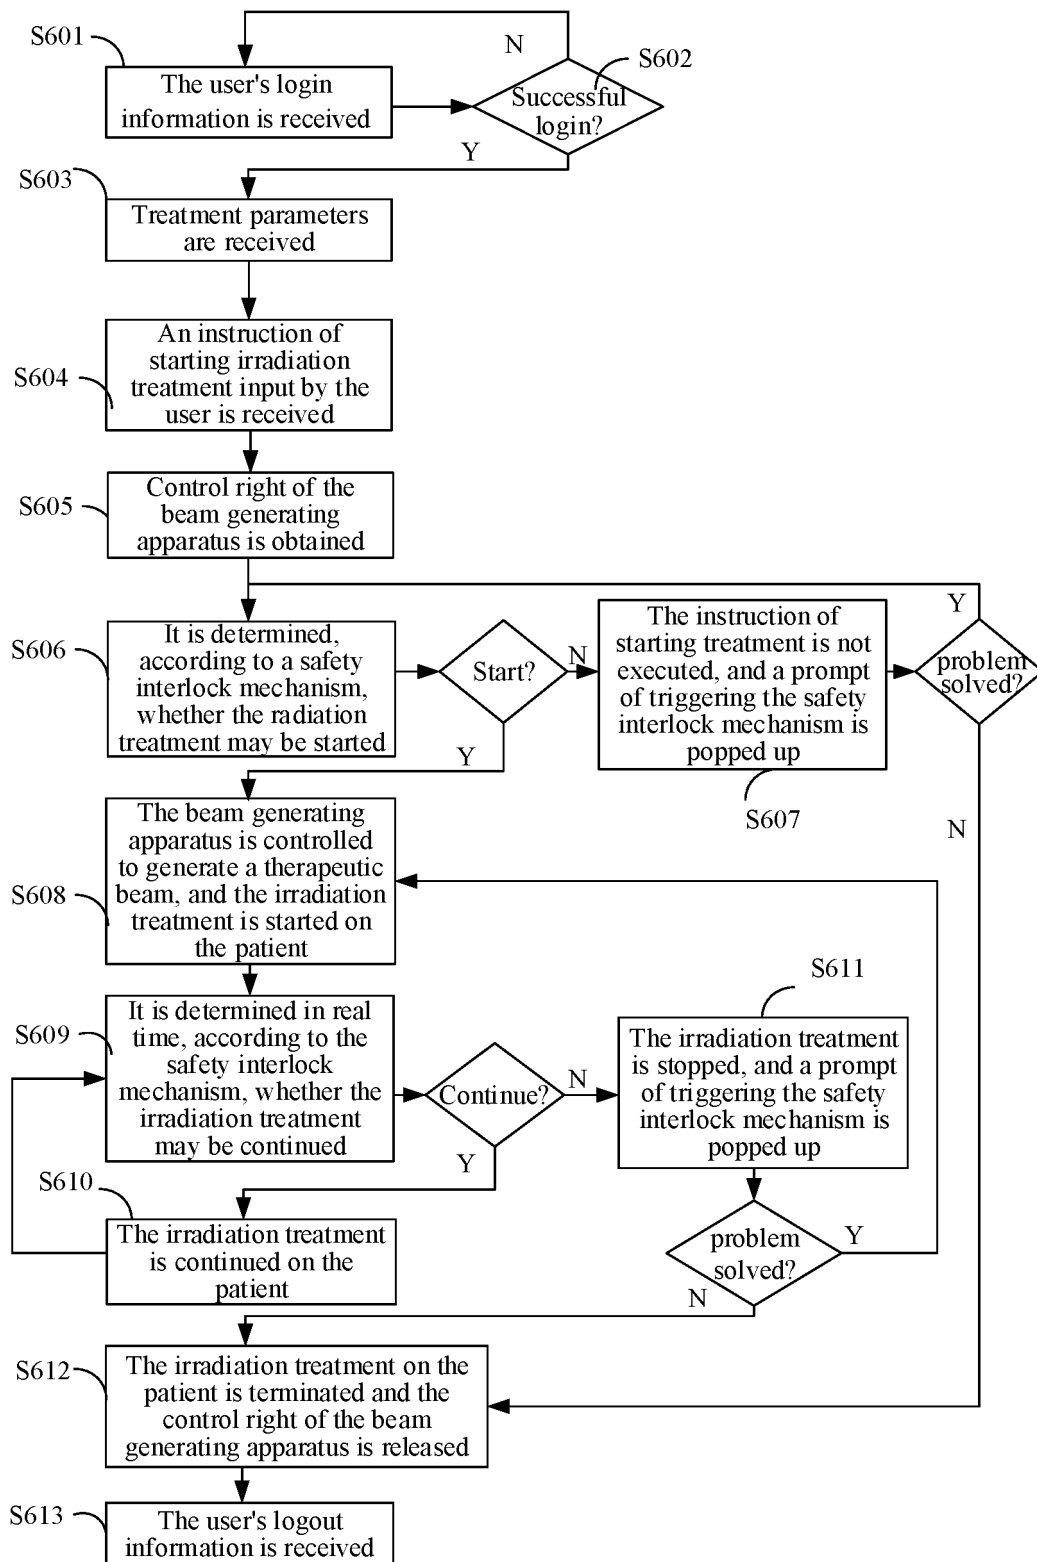 S601
N
S602
The user's login
information is received
Successful
login?
Y
S603
Treatment parameters
are received
An instruction of
starting irradiation
treatment input by the
user is received
S604
Control right of the
beam generating
apparatus is obtained
S605
Y
It is determined,
according to a safety
interlock mechanism,
whether the radiation
treatment may be started
S606
Start?
N
The instruction of
starting treatment is not
executed, and a prompt
of triggering the safety
interlock mechanism is
popped up
problem
solved?
Y
S607
N
The beam generating
apparatus is controlled
to generate a therapeutic
beam, and the irradiation
treatment is started on
the patient
S608
S611
It is determined in real
time, according to the
safety interlock
mechanism, whether the
irradiation treatment
may be continued
S609
Continue?
N
The irradiation treatment
is stopped, and a prompt
of triggering the safety
interlock mechanism is
popped up
Y
S610
The irradiation treatment
is continued on the
patient
problem
solved?
Y
N
S612
The irradiation treatment on the
patient is terminated and the
control right of the beam
generating apparatus is released
S613
The user's logout
information is received